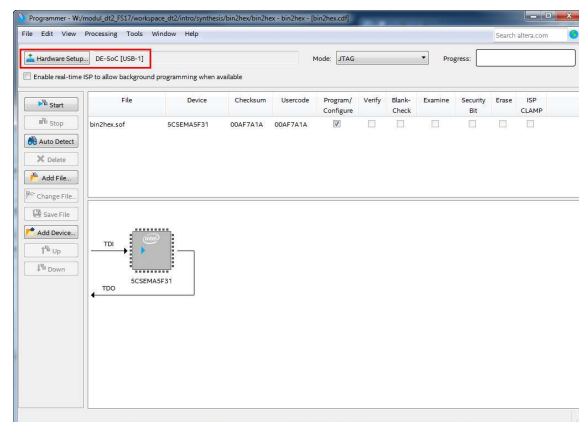 Programmer - W:/modul_dt2_FS17/workspace_dt2/intro/synthesis/bin2hex/bin2hex - bin2hex - [bin2hex.cdf]
File Edit View Processing Tools Window Help
Search altera.com
Hardware Setup... DE-SoC [USB-1]
Mode: JTAG
Progress:
Enable real-time ISP to allow background programming when available
File Device Checksum Usercode Program/ Configure Verify Blank- Check Examine Security Bit Erase ISP CLAMP
bin2hex.sof 5CSEMA5F31 00AF7A1A 00AF7A1A
Start
Stop
Auto Detect
Delete
Add File...
Change File...
Save File
Add Device...
Up
Down
intel
TDI
5CSEMA5F31
TDO